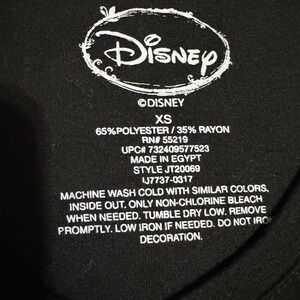 Disney
©DISNEY
XS
65%POLYESTER / 35% RAYON
RN# 55219
UPC# 732409577523
MADE IN EGYPT
STYLE JT20069
U7737-0317
MACHINE WASH COLD WITH SIMILAR COLORS,
INSIDE OUT. ONLY NON-CHLORINE BLEACH
WHEN NEEDED. TUMBLE DRY LOW. REMOVE
PROMPTLY. LOW IRON IF NEEDED. DO NOT IRON
DECORATION.